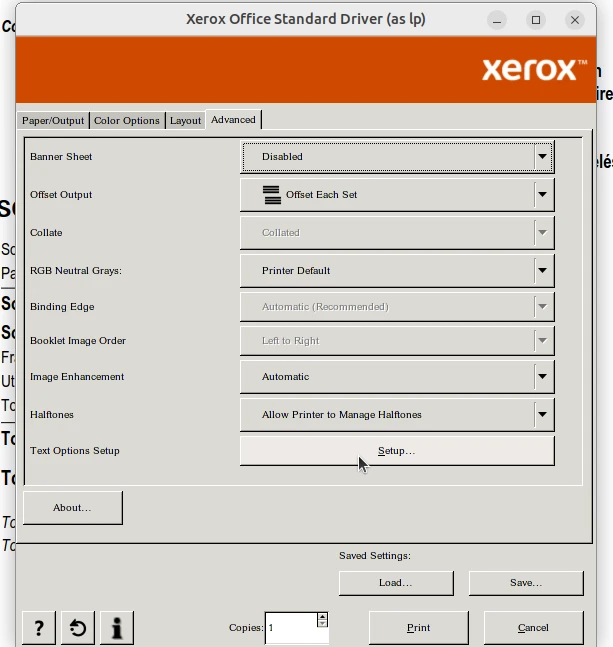 Xerox Office Standard Driver (as lp)
xerox™
Paper/Output Color Options Layout Advanced
Banner Sheet Disabled
Offset Output Offset Each Set
Collate Collated
RGB Neutral Grays: Printer Default
Binding Edge Automatic (Recommended)
Booklet Image Order Left to Right
Image Enhancement Automatic
Halftones Allow Printer to Manage Halftones
Text Options Setup Setup...
About...
Saved Settings:
Load... Save...
? i Copies: 1 Print Cancel